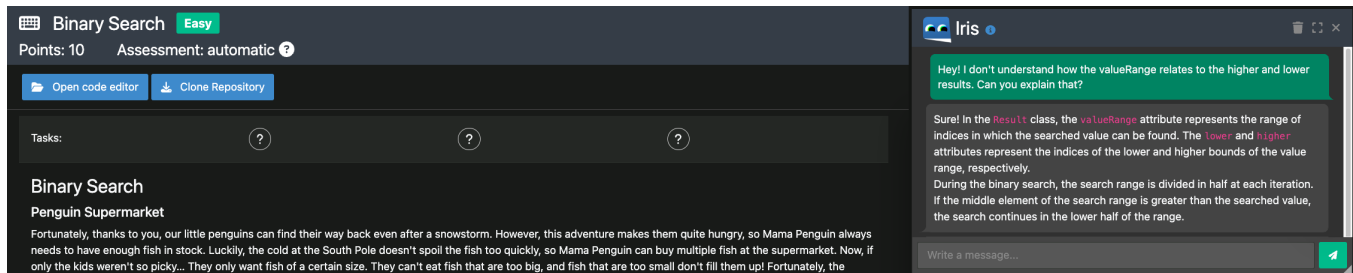 Binary Search Easy
Points: 10 Assessment: automatic ?
Open code editor Clone Repository
Tasks: ? ? ?
Binary Search
Penguin Supermarket
Fortunately, thanks to you, our little penguins can find their way back even after a snowstorm. However, this adventure makes them quite hungry, so Mama Penguin always
needs to have enough fish in stock. Luckily, the cold at the South Pole doesn't spoil the fish too quickly, so Mama Penguin can buy multiple fish at the supermarket. Now, if
only the kids weren't so picky... They only want fish of a certain size. They can't eat fish that are too big, and fish that are too small don't fill them up! Fortunately, the
Iris
Hey! I don't understand how the valueRange relates to the higher and lower
results. Can you explain that?
Sure! In the Result class, the valueRange attribute represents the range of
indices in which the searched value can be found. The lower and higher
attributes represent the indices of the lower and higher bounds of the value
range, respectively.
During the binary search, the search range is divided in half at each iteration.
If the middle element of the search range is greater than the searched value,
the search continues in the lower half of the range.
Write a message...